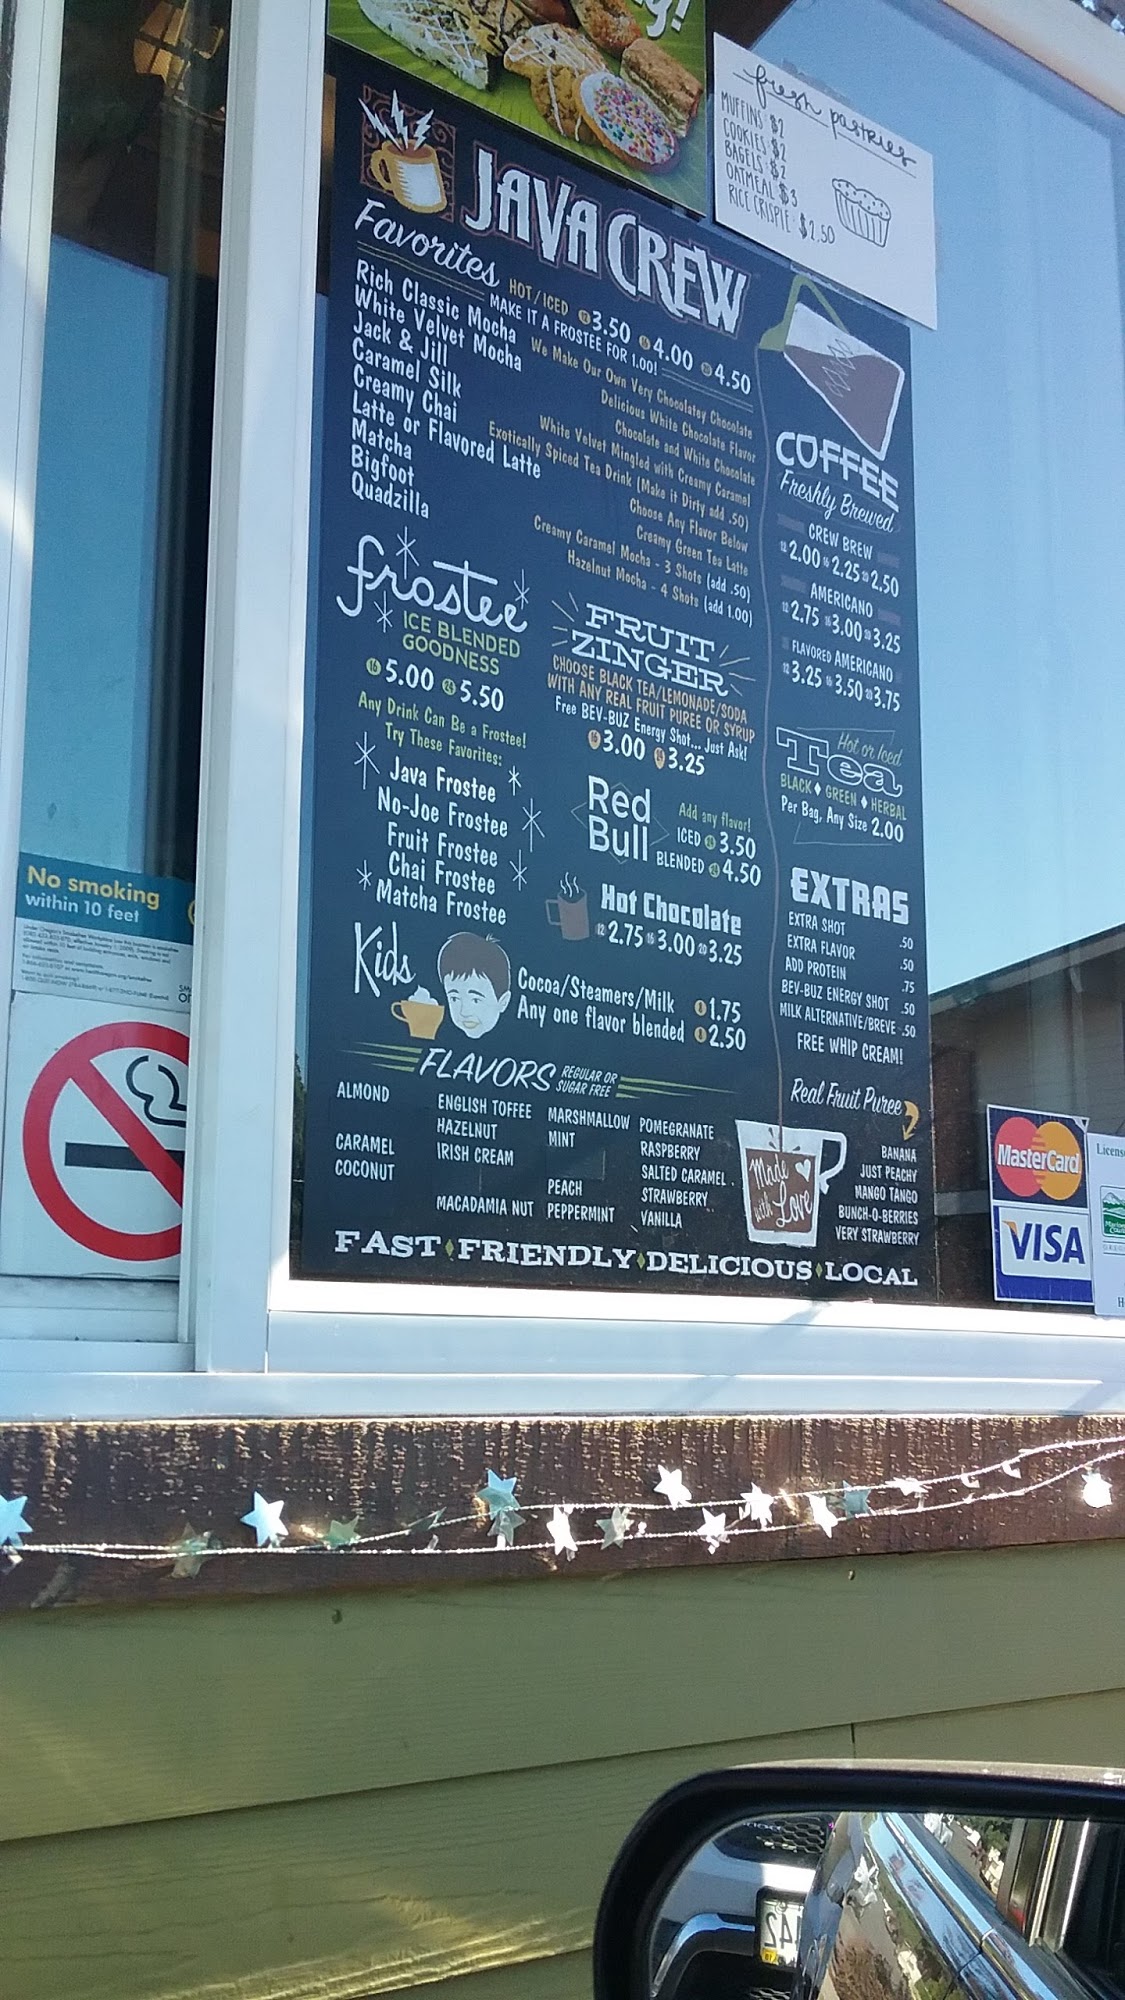 g!
fresh pastries
MUFFINS $2
COOKIES $2
BAGELS $2
OATMEAL $3
RICE CRISPIE $2.50
JAVA CREW
Favorites HOT/ICED 12 3.50 16 4.00 20 4.50
MAKE IT A FROSTEE FOR 1.00!
Rich Classic Mocha We Make Our Own Very Chocolatey Chocolate
White Velvet Mocha Delicious White Chocolate Flavor
Jack & Jill Chocolate and White Chocolate
Caramel Silk White Velvet Mingled with Creamy Caramel
Creamy Chai Exotically Spiced Tea Drink (Make it Dirty add .50)
Latte or Flavored Latte Choose Any Flavor Below
Matcha Creamy Green Tea Latte
Bigfoot Creamy Caramel Mocha - 3 Shots (add .50)
Quadzilla Hazelnut Mocha - 4 Shots (add 1.00)
frostee
ICE BLENDED
GOODNESS
16 5.00 24 5.50
Any Drink Can Be a Frostee!
Try These Favorites:
Java Frostee
No-Joe Frostee
Fruit Frostee
Chai Frostee
Matcha Frostee
FRUIT
ZINGER
CHOOSE BLACK TEA/LEMONADE/SODA
WITH ANY REAL FRUIT PUREE OR SYRUP
Free BEV-BUZ Energy Shot... Just Ask!
16 3.00 24 3.25
Red
Bull
Add any flavor!
ICED 24 3.50
BLENDED 24 4.50
Hot Chocolate
12 2.75 16 3.00 20 3.25
Kids
Cocoa/Steamers/Milk 8 1.75
Any one flavor blended 8 2.50
COFFEE
Freshly Brewed
CREW BREW
12 2.00 16 2.25 20 2.50
AMERICANO
12 2.75 16 3.00 20 3.25
FLAVORED AMERICANO
12 3.25 16 3.50 20 3.75
Hot or Iced
Tea
BLACK ♦ GREEN ♦ HERBAL
Per Bag, Any Size 2.00
EXTRAS
EXTRA SHOT .50
EXTRA FLAVOR .50
ADD PROTEIN .75
BEV-BUZ ENERGY SHOT .50
MILK ALTERNATIVE/BREVE .50
FREE WHIP CREAM!
FLAVORS REGULAR OR
SUGAR FREE
ALMOND
CARAMEL
COCONUT
ENGLISH TOFFEE
HAZELNUT
IRISH CREAM
MACADAMIA NUT
MARSHMALLOW
MINT
PEACH
PEPPERMINT
POMEGRANATE
RASPBERRY
SALTED CARAMEL
STRAWBERRY
VANILLA
Made
with
Love
Real Fruit Puree
BANANA
JUST PEACHY
MANGO TANGO
BUNCH-O-BERRIES
VERY STRAWBERRY
FAST ♦ FRIENDLY ♦ DELICIOUS ♦ LOCAL
No smoking
within 10 feet
MasterCard
VISA